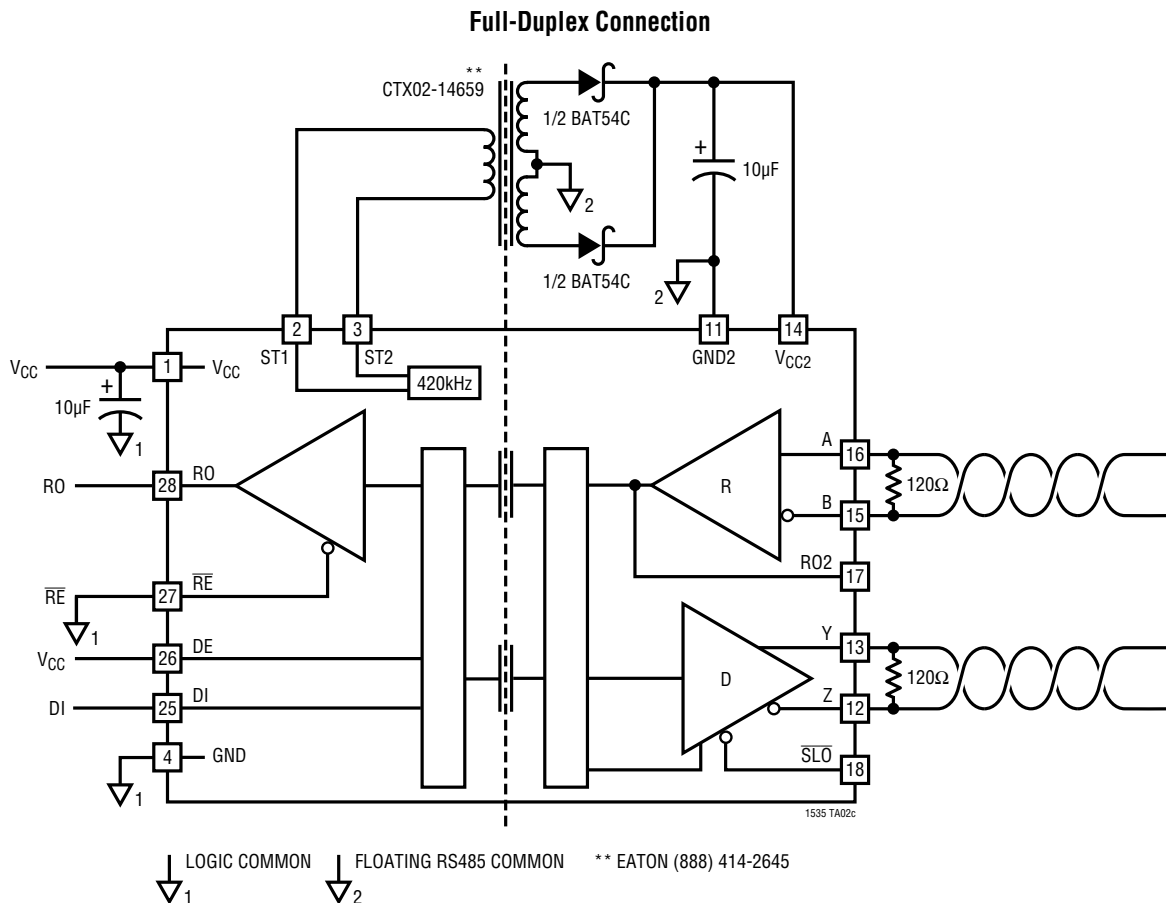 Full-Duplex Connection
**
CTX02-14659
1/2 BAT54C
+
10µF
2
1/2 BAT54C
2
2
3
11
14
ST1
ST2
GND2
VCC2
VCC
1
VCC
420kHz
+
10µF
1
A
16
RO
28
RO
R
120Ω
B
15
RO2
17
RE
27
RE
1
Y
13
VCC
26
DE
D
120Ω
DI
25
DI
Z
12
4
GND
SLO
18
1
1535 TA02c
1
LOGIC COMMON
2
FLOATING RS485 COMMON
** EATON (888) 414-2645